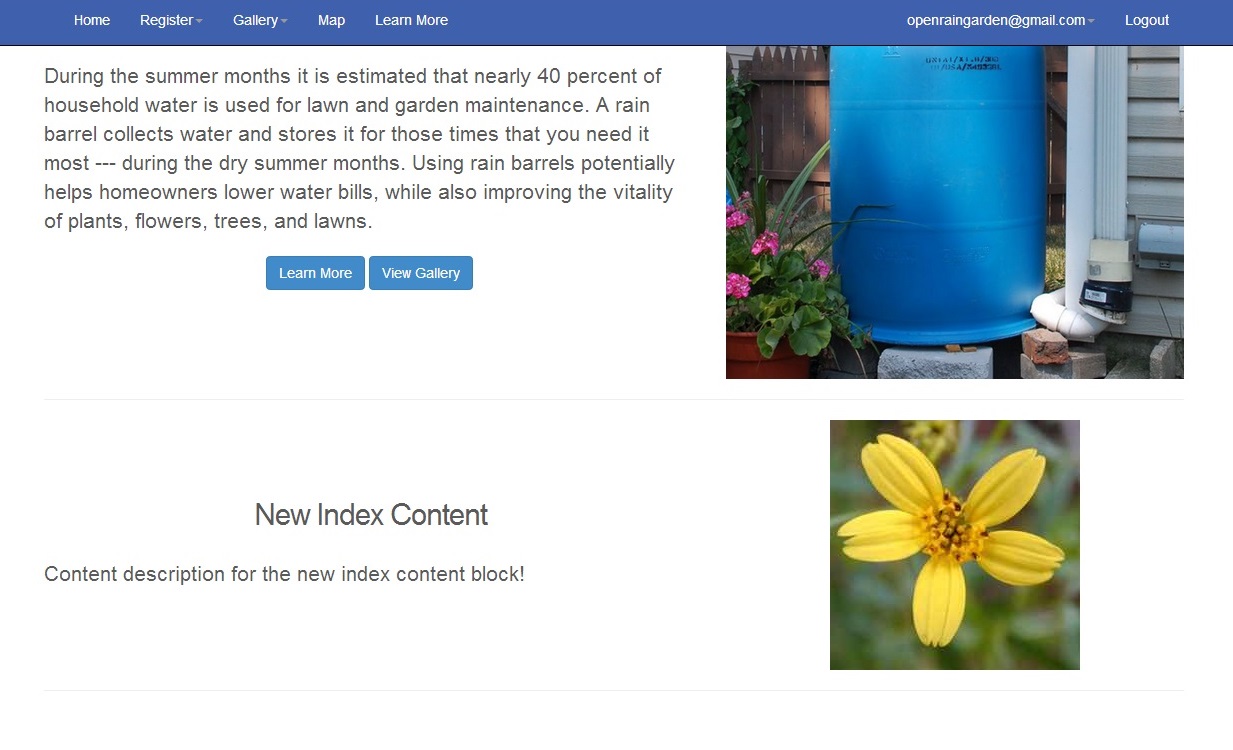 Home Register Gallery Map Learn More openraingarden@gmail.com Logout
During the summer months it is estimated that nearly 40 percent of
household water is used for lawn and garden maintenance. A rain
barrel collects water and stores it for those times that you need it
most --- during the dry summer months. Using rain barrels potentially
helps homeowners lower water bills, while also improving the vitality
of plants, flowers, trees, and lawns.
Learn More View Gallery
New Index Content
Content description for the new index content block!